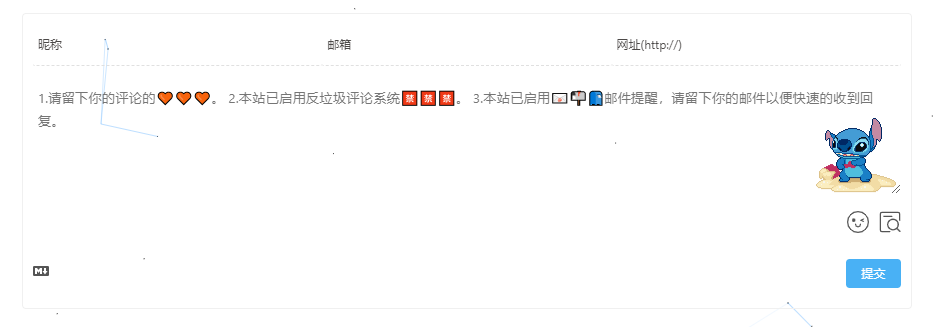 昵称 邮箱 网址(http://)
1.请留下你的评论的🧡🧡🧡。 2.本站已启用反垃圾评论系统🈲🈲🈲。 3.本站已启用💌📬📘邮件提醒，请留下你的邮件以便快速的收到回
复。
M↓
提交